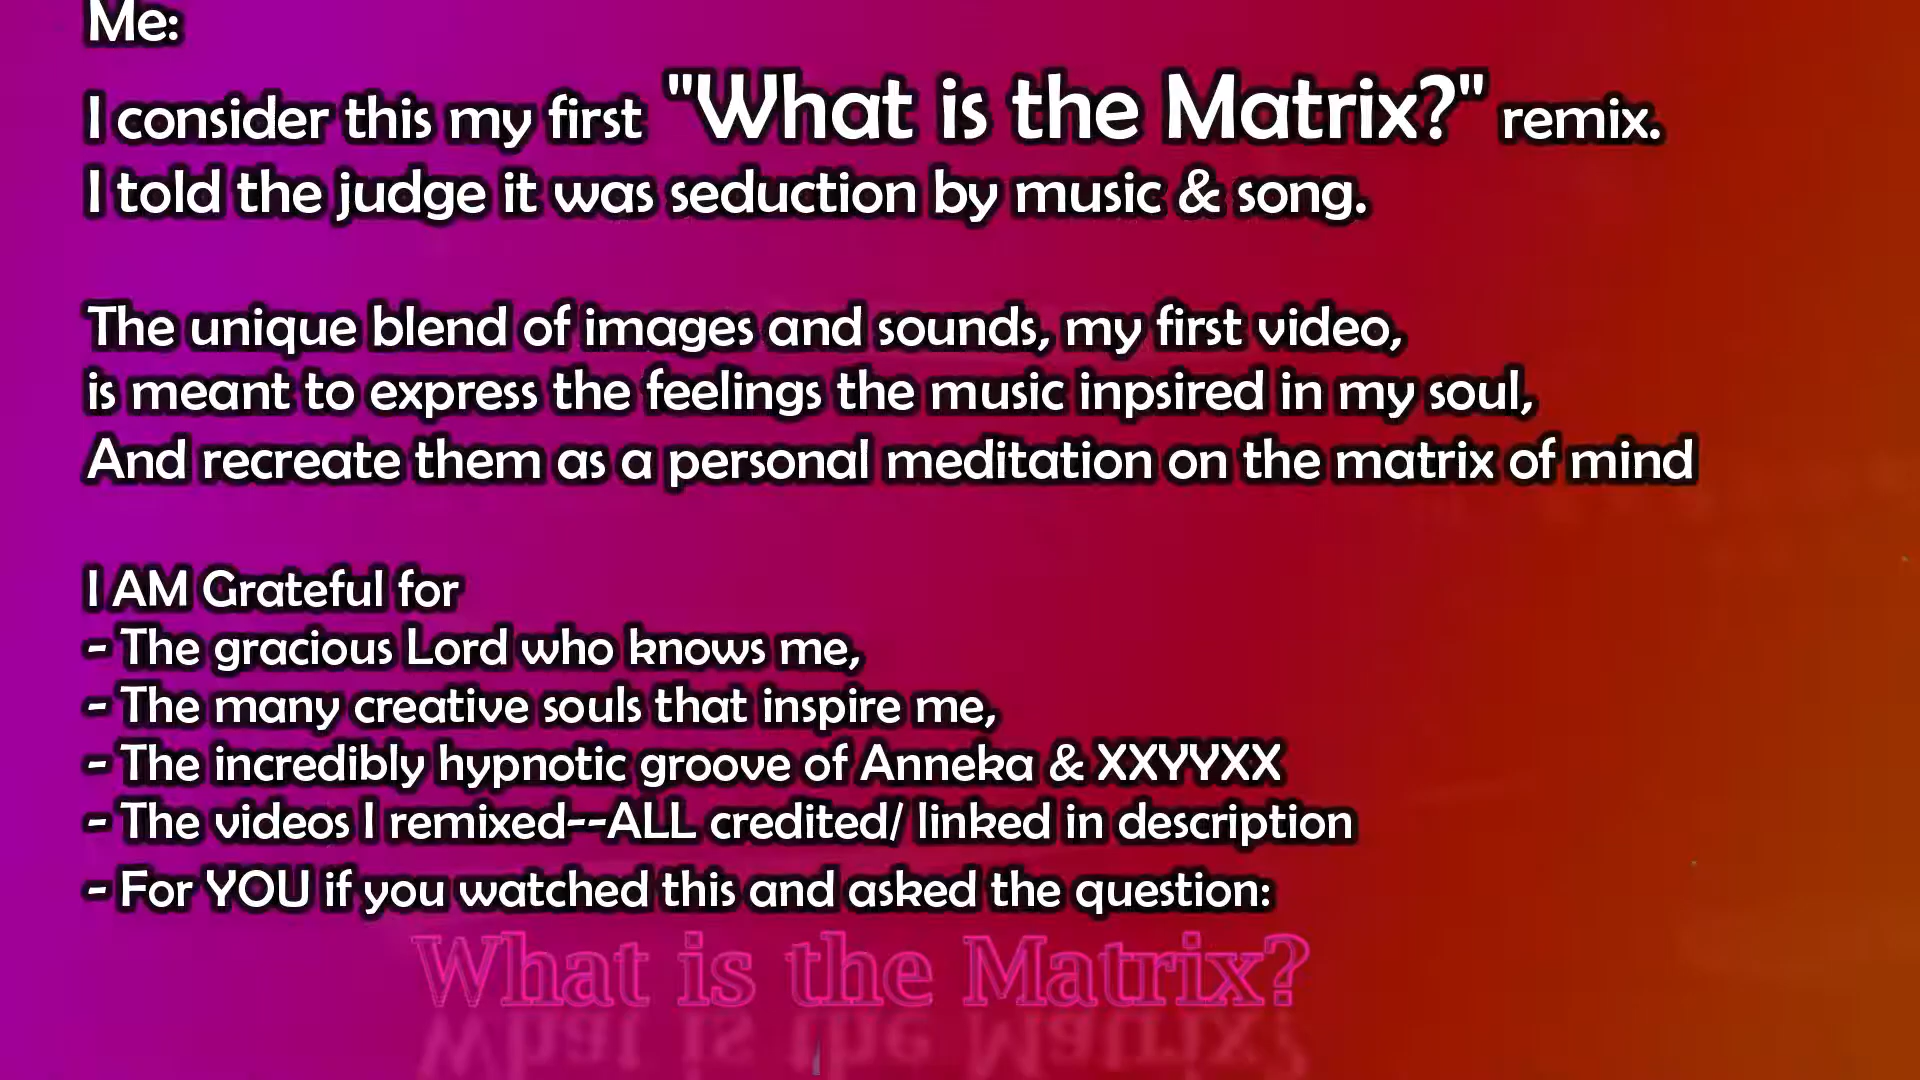 Me:
I consider this my first "What is the Matrix?" remix.
I told the judge it was seduction by music & song.
The unique blend of images and sounds, my first video,
is meant to express the feelings the music inpsired in my soul,
And recreate them as a personal meditation on the matrix of mind
I AM Grateful for
- The gracious Lord who knows me,
- The many creative souls that inspire me,
- The incredibly hypnotic groove of Anneka & XXYYXX
- The videos I remixed--ALL credited/ linked in description
- For YOU if you watched this and asked the question:
What is the Matrix?